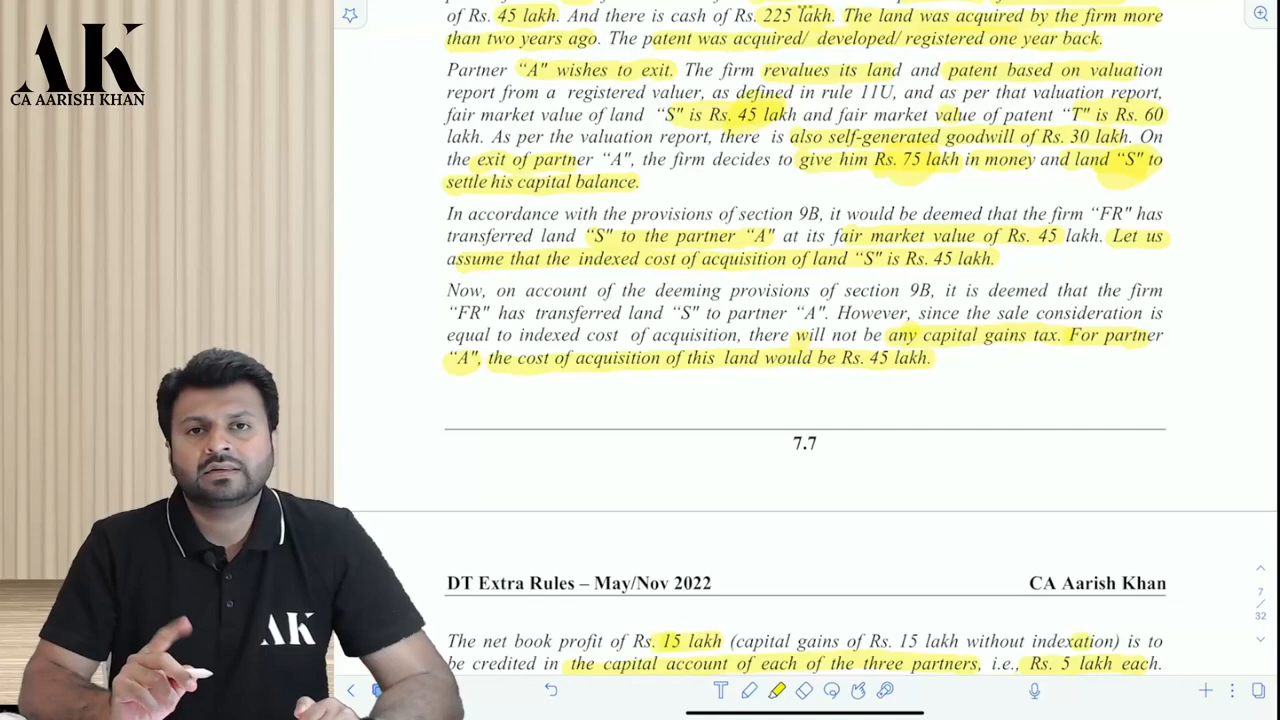 AK
CA AARISH KHAN
of Rs. 45 lakh. And there is cash of Rs. 225 lakh. The land was acquired by the firm more
than two years ago. The patent was acquired/ developed/ registered one year back.
Partner “A" wishes to exit. The firm revalues its land and patent based on valuation
report from a registered valuer, as defined in rule 11U, and as per that valuation report,
fair market value of land “S" is Rs. 45 lakh and fair market value of patent “T" is Rs. 60
lakh. As per the valuation report, there is also self-generated goodwill of Rs. 30 lakh. On
the exit of partner “A", the firm decides to give him Rs. 75 lakh in money and land “S" to
settle his capital balance.
In accordance with the provisions of section 9B, it would be deemed that the firm “FR" has
transferred land “S" to the partner “A" at its fair market value of Rs. 45 lakh. Let us
assume that the indexed cost of acquisition of land “S" is Rs. 45 lakh.
Now, on account of the deeming provisions of section 9B, it is deemed that the firm
“FR" has transferred land “S" to partner “A". However, since the sale consideration is
equal to indexed cost of acquisition, there will not be any capital gains tax. For partner
“A", the cost of acquisition of this land would be Rs. 45 lakh.
7.7
DT Extra Rules – May/Nov 2022 CA Aarish Khan
The net book profit of Rs. 15 lakh (capital gains of Rs. 15 lakh without indexation) is to
be credited in the capital account of each of the three partners, i.e., Rs. 5 lakh each.
7
/
32
AK